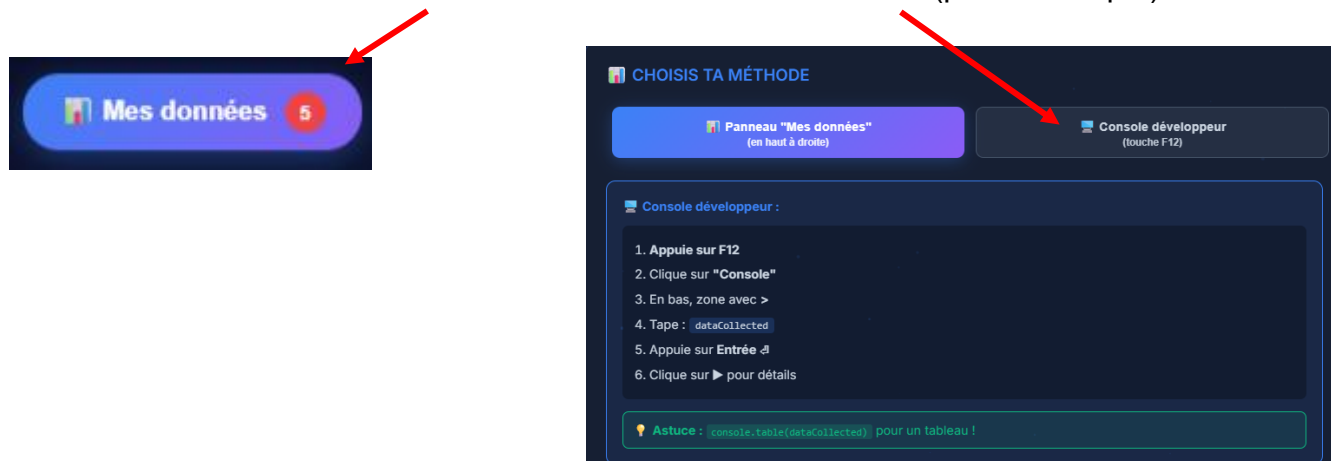 📊 Mes données 5
📊 CHOISIS TA MÉTHODE
📊 Panneau "Mes données"
(en haut à droite)
🖥️ Console développeur
(touche F12)
🖥️ Console développeur :
1. Appuie sur F12
2. Clique sur "Console"
3. En bas, zone avec >
4. Tape : dataCollected
5. Appuie sur Entrée ⏎
6. Clique sur ▶ pour détails
💡 Astuce : console.table(dataCollected) pour un tableau !